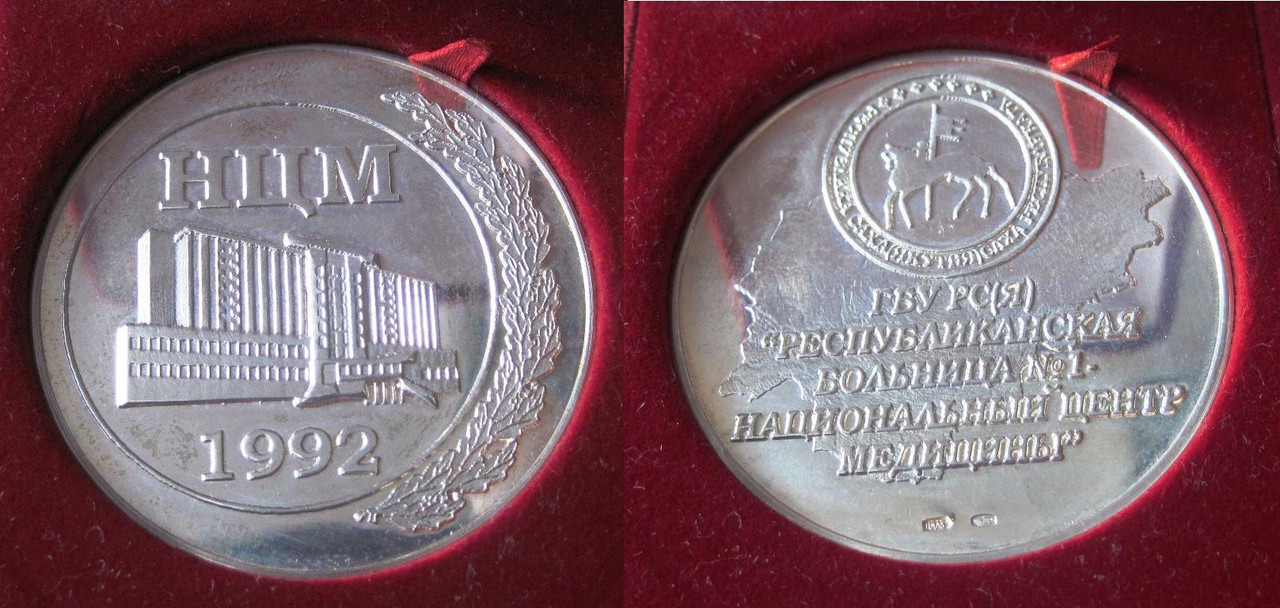 НЦМ
1992
ГБУ РС(Я)
"РЕСПУБЛИКАНСКАЯ
БОЛЬНИЦА №1-
НАЦИОНАЛЬНЫЙ ЦЕНТР
МЕДИЦИНЫ"